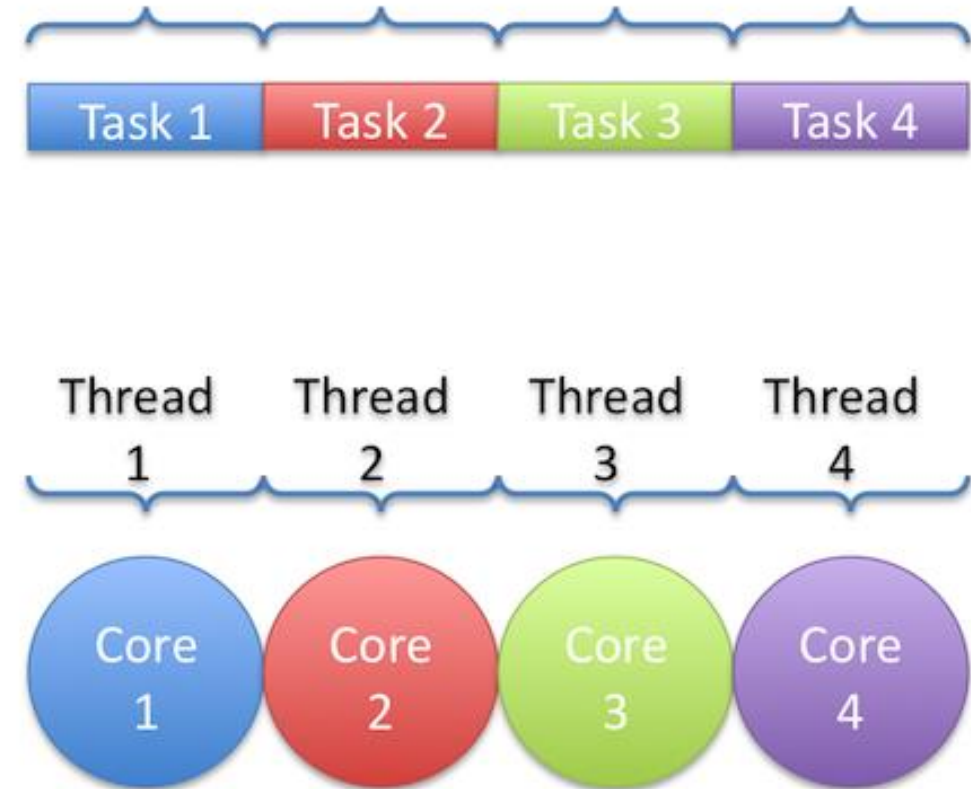 Task 1 Task 2 Task 3 Task 4
Thread Thread Thread Thread
1 2 3 4
Core Core Core Core
1 2 3 4